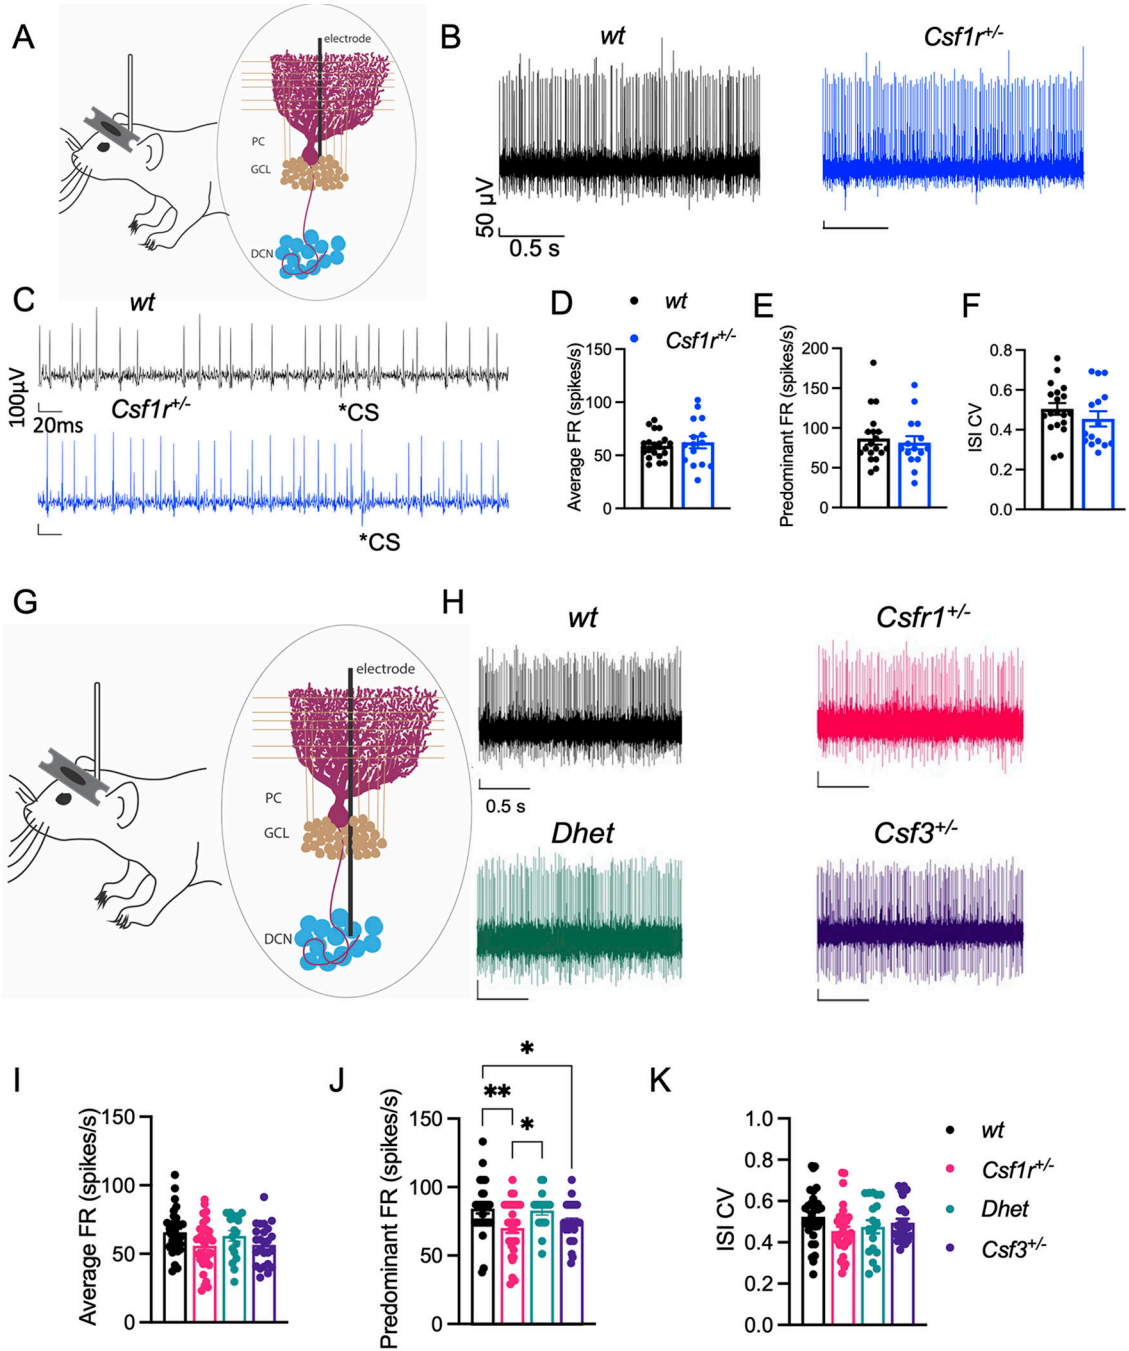 A
electrode
PC
GCL
DCN
B
wt
Csf1r+/-
50 µV
0.5 s
C
wt
100µV
Csf1r+/-
*CS
20ms
*CS
D
wt
Csf1r+/-
Average FR (spikes/s)
150
100
50
0
E
Predominant FR (spikes/s)
200
150
100
50
0
F
ISI CV
0.8
0.6
0.4
0.2
0.0
G
electrode
PC
GCL
DCN
H
wt
Csfr1+/-
0.5 s
Dhet
Csf3+/-
I
Average FR (spikes/s)
150
100
50
0
J
Predominant FR (spikes/s)
150
100
50
0
*
**
*
K
ISI CV
1.0
0.8
0.6
0.4
0.2
0.0
wt
Csf1r+/-
Dhet
Csf3+/-